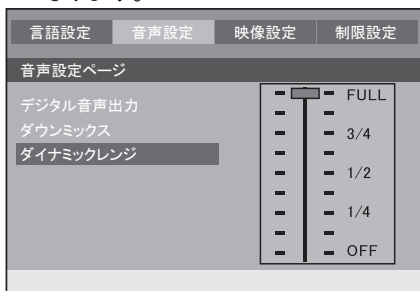 言語設定 音声設定 映像設定 制限設定
音声設定ページ
デジタル音声出力
ダウンミックス
ダイナミックレンジ
FULL
3/4
1/2
1/4
OFF